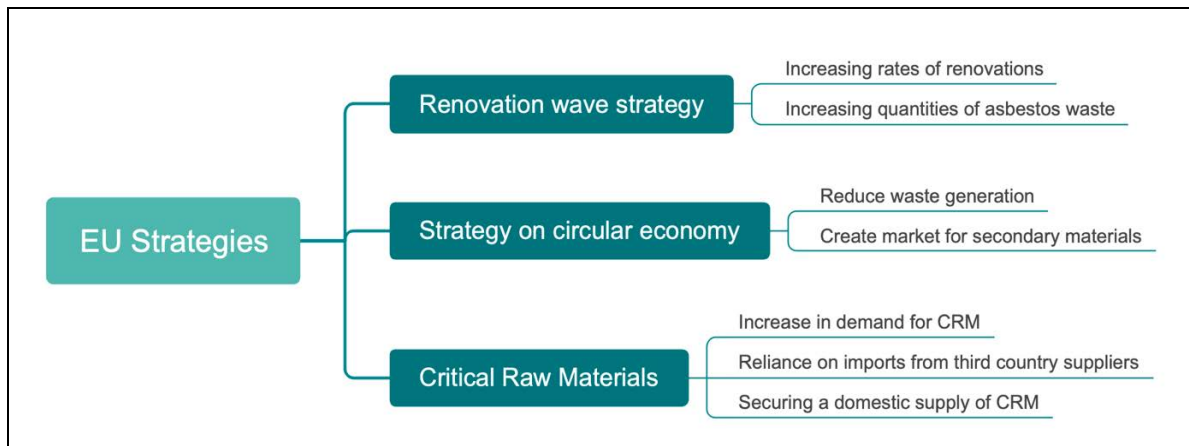 EU Strategies
Renovation wave strategy
Increasing rates of renovations
Increasing quantities of asbestos waste
Strategy on circular economy
Reduce waste generation
Create market for secondary materials
Critical Raw Materials
Increase in demand for CRM
Reliance on imports from third country suppliers
Securing a domestic supply of CRM